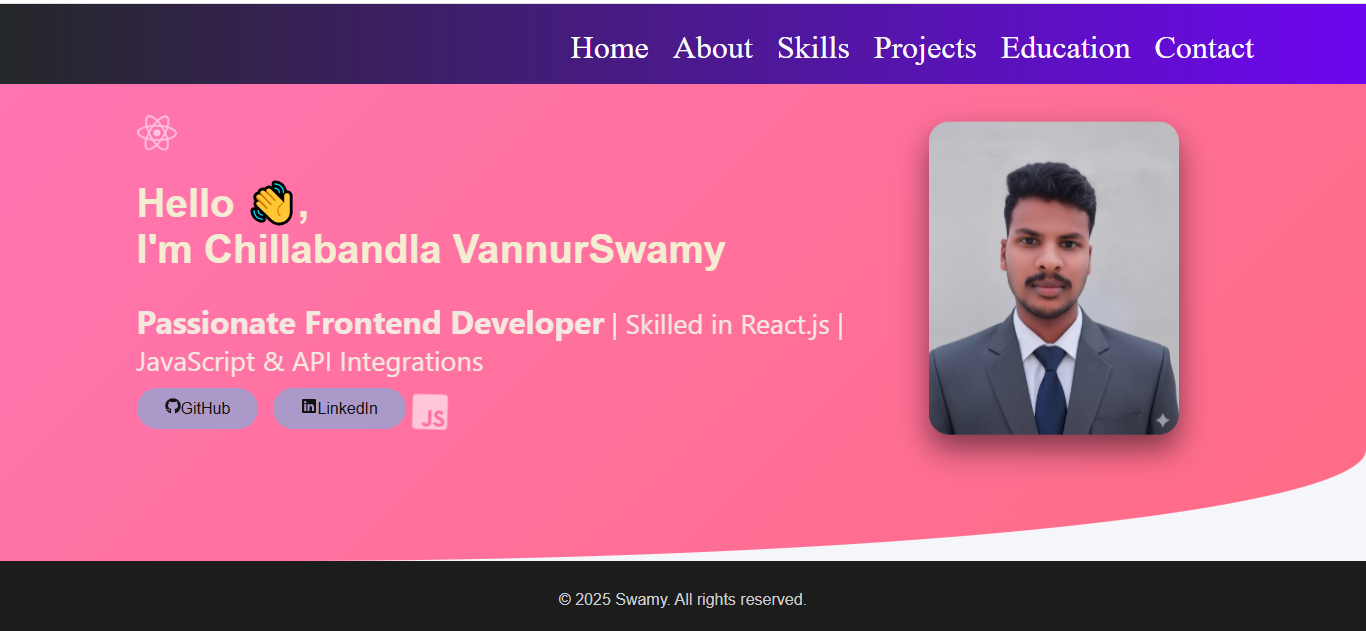 Home About Skills Projects Education Contact
Hello 👋,
I'm Chillabandla VannurSwamy
Passionate Frontend Developer | Skilled in React.js |
JavaScript & API Integrations
GitHub LinkedIn JS
© 2025 Swamy. All rights reserved.